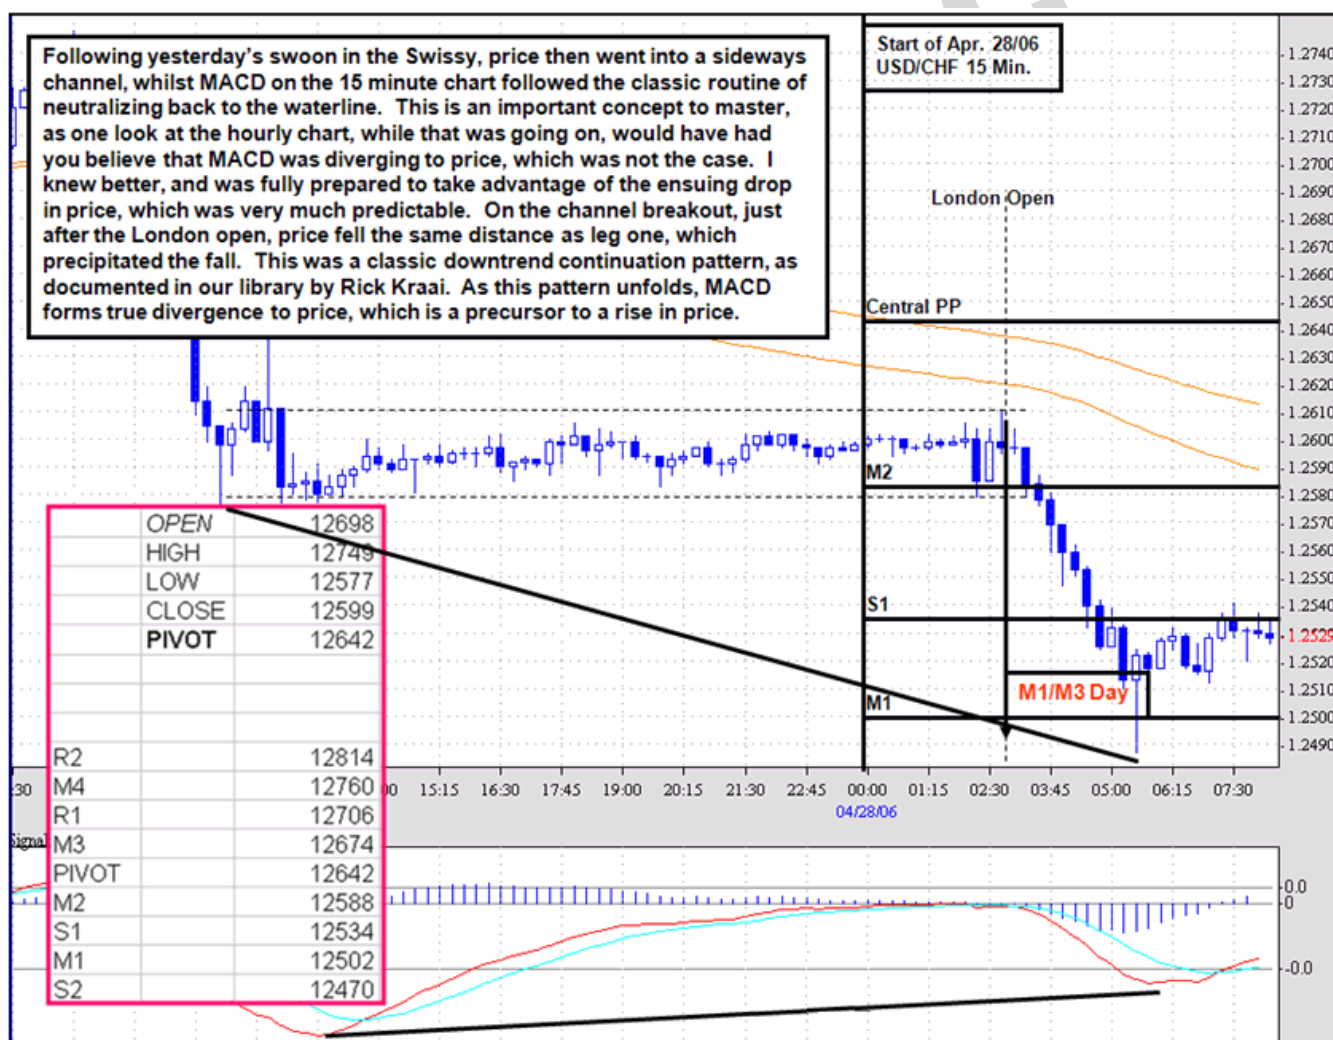 Following yesterday's swoon in the Swissy, price then went into a sideways
channel, whilst MACD on the 15 minute chart followed the classic routine of
neutralizing back to the waterline. This is an important concept to master,
as one look at the hourly chart, while that was going on, would have had
you believe that MACD was diverging to price, which was not the case. I
knew better, and was fully prepared to take advantage of the ensuing drop
in price, which was very much predictable. On the channel breakout, just
after the London open, price fell the same distance as leg one, which
precipitated the fall. This was a classic downtrend continuation pattern, as
documented in our library by Rick Kraai. As this pattern unfolds, MACD
forms true divergence to price, which is a precursor to a rise in price.
Start of Apr. 28/06
USD/CHF 15 Min.
London Open
Central PP
M2
S1
M1/M3 Day
M1
1.2740
1.2730
1.2720
1.2710
1.2700
1.2690
1.2680
1.2670
1.2660
1.2650
1.2640
1.2630
1.2620
1.2610
1.2600
1.2590
1.2580
1.2570
1.2560
1.2550
1.2540
1.2529
1.2520
1.2510
1.2500
1.2490
OPEN 12698
HIGH 12749
LOW 12577
CLOSE 12599
PIVOT 12642
R2 12814
M4 12760
R1 12706
M3 12674
PIVOT 12642
M2 12588
S1 12534
M1 12502
S2 12470
:30 00 15:15 16:30 17:45 19:00 20:15 21:30 22:45 00:00 01:15 02:30 03:45 05:00 06:15 07:30
04/28/06
Signal
0.0
0
-0.0